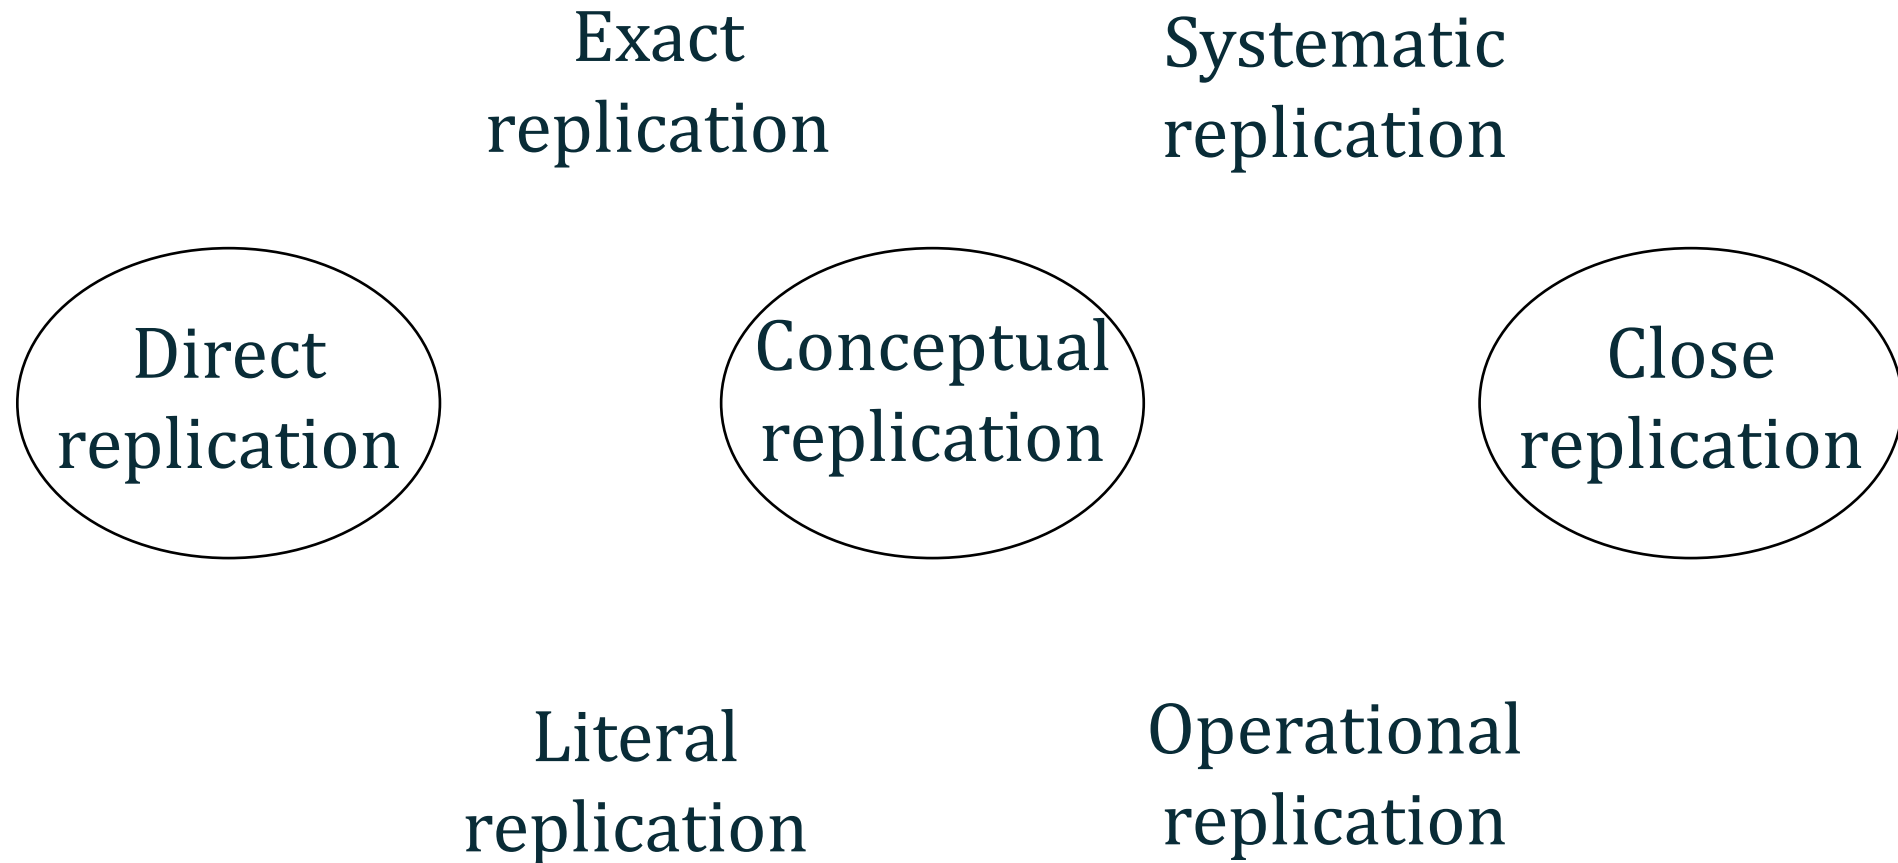 Exact
replication
Systematic
replication
Direct
replication
Conceptual
replication
Close
replication
Literal
replication
Operational
replication